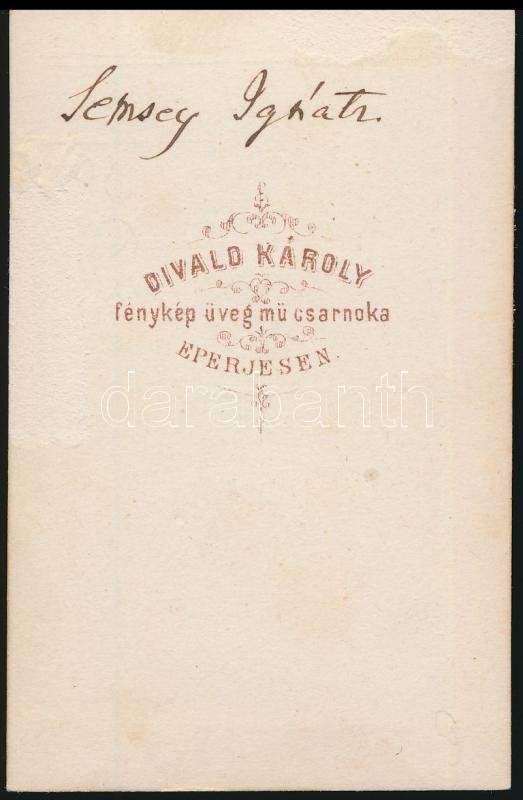 Semsey Ignátz.
DIVALD KÁROLY
fénykép üveg mü csarnoka
EPERJESEN.
darabanth